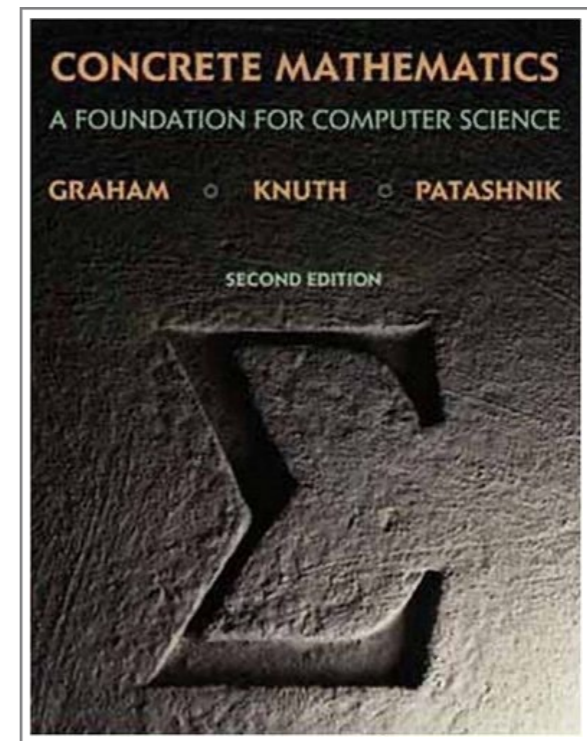 CONCRETE MATHEMATICS
A FOUNDATION FOR COMPUTER SCIENCE
GRAHAM ○ KNUTH ○ PATASHNIK
SECOND EDITION
Σ